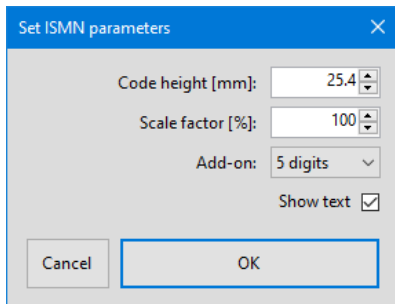 Set ISMN parameters
Code height [mm]: 25.4
Scale factor [%]: 100
Add-on: 5 digits
Show text
Cancel OK